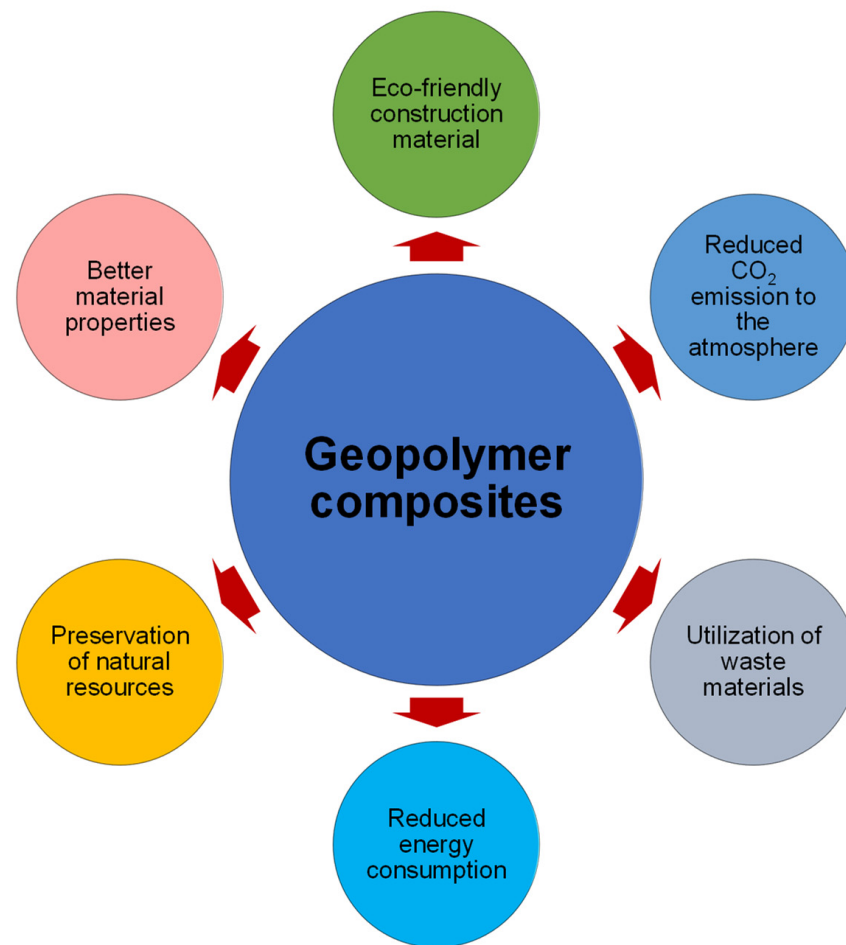 Eco-friendly
construction
material
Better
material
properties
Reduced
CO₂
emission to
the
atmosphere
Geopolymer
composites
Preservation
of natural
resources
Utilization of
waste
materials
Reduced
energy
consumption